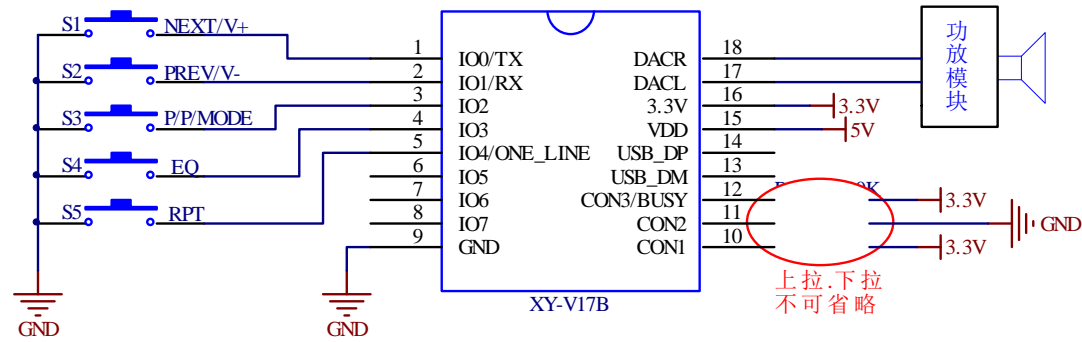 S1 NEXT/V+
S2 PREV/V-
S3 P/P/MODE
S4 EQ
S5 RPT
GND
GND
1 IO0/TX
2 IO1/RX
3 IO2
4 IO3
5 IO4/ONE_LINE
6 IO5
7 IO6
8 IO7
9 GND
DACR 18
DACL 17
3.3V 16
VDD 15
USB_DP 14
USB_DM 13
CON3/BUSY 12
CON2 11
CON1 10
XY-V17B
功放模块
3.3V
5V
3.3V
GND
3.3V
上拉.下拉
不可省略